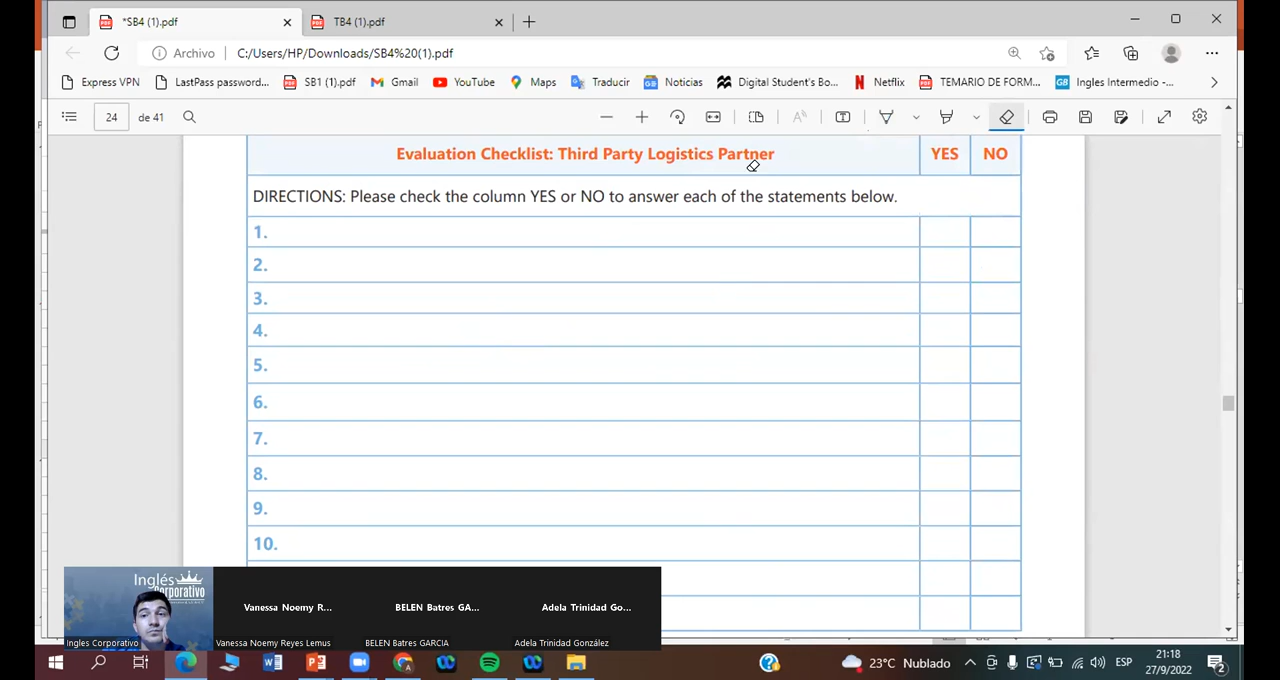 *SB4 (1).pdf
TB4 (1).pdf
Archivo
C:/Users/HP/Downloads/SB4%20(1).pdf
Express VPN
LastPass password...
SB1 (1).pdf
Gmail
YouTube
Maps
Traducir
Noticias
Digital Student's Bo...
Netflix
TEMARIO DE FORM...
Ingles Intermedio -...
24 de 41
Evaluation Checklist: Third Party Logistics Partner YES NO
DIRECTIONS: Please check the column YES or NO to answer each of the statements below.
1.
2.
3.
4.
5.
6.
7.
8.
9.
10.
Inglés
Corporativo
Vanessa Noemy R...
BELEN Batres GA...
Adela Trinidad Go...
Ingles Corporativo
Vanessa Noemy Reyes Lemus
BELEN Batres GARCIA
Adela Trinidad González
23°C Nublado
ESP
21:18
27/9/2022
2